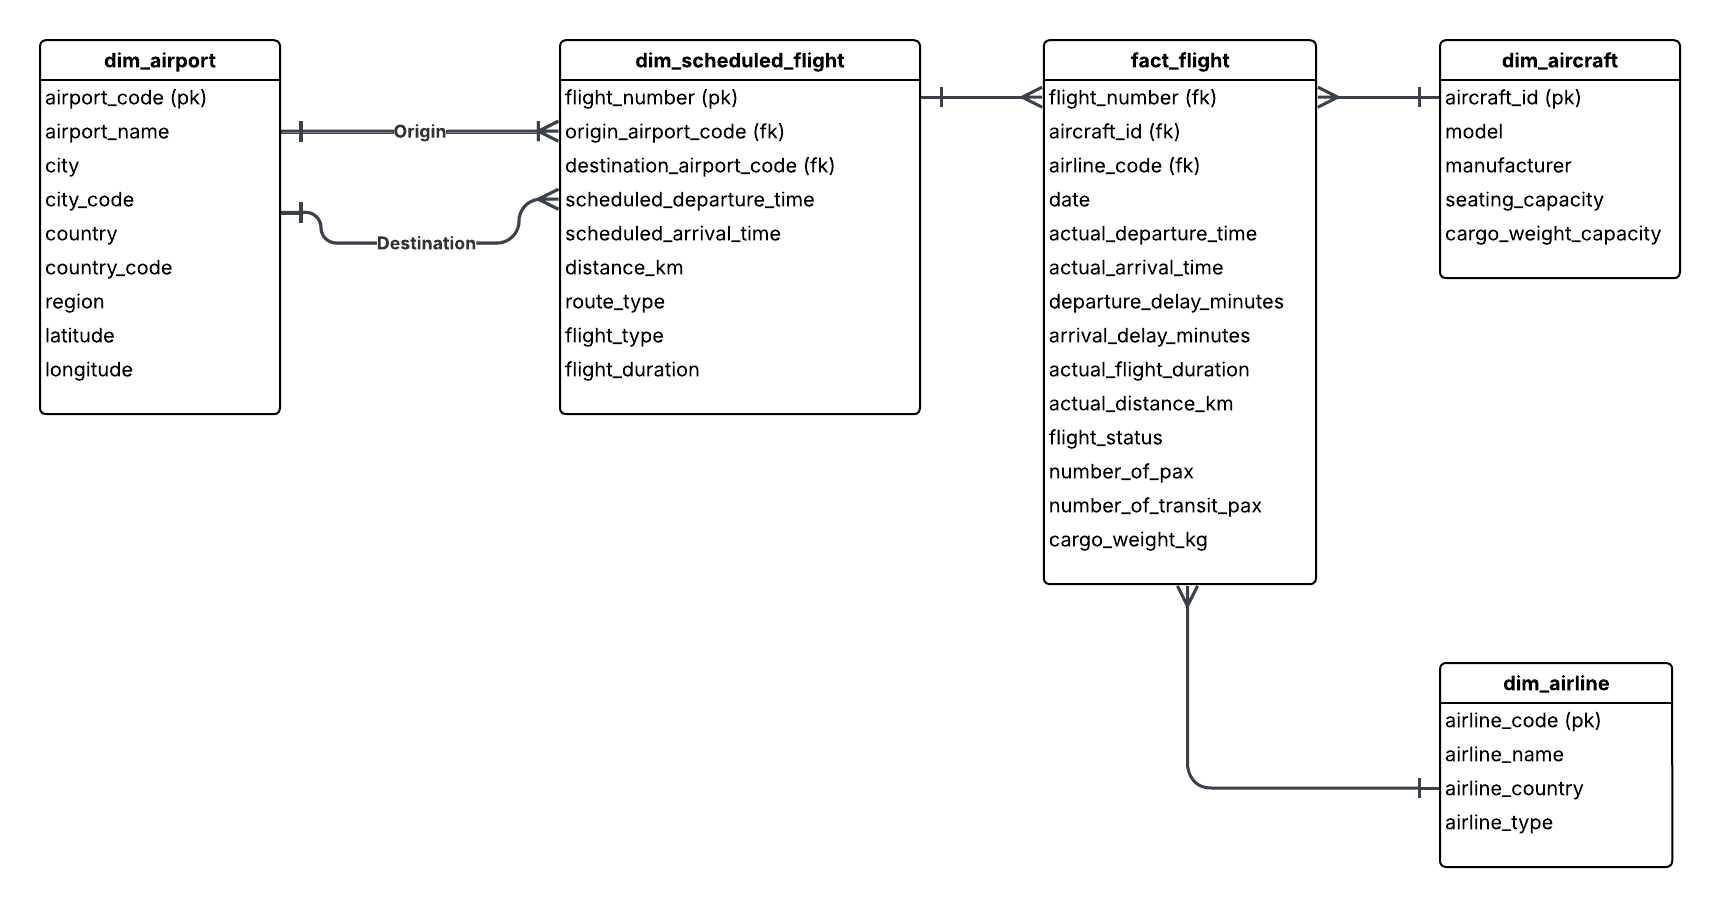 dim_airport
airport_code (pk)
airport_name
city
city_code
country
country_code
region
latitude
longitude
Origin
Destination
dim_scheduled_flight
flight_number (pk)
origin_airport_code (fk)
destination_airport_code (fk)
scheduled_departure_time
scheduled_arrival_time
distance_km
route_type
flight_type
flight_duration
fact_flight
flight_number (fk)
aircraft_id (fk)
airline_code (fk)
date
actual_departure_time
actual_arrival_time
departure_delay_minutes
arrival_delay_minutes
actual_flight_duration
actual_distance_km
flight_status
number_of_pax
number_of_transit_pax
cargo_weight_kg
dim_aircraft
aircraft_id (pk)
model
manufacturer
seating_capacity
cargo_weight_capacity
dim_airline
airline_code (pk)
airline_name
airline_country
airline_type